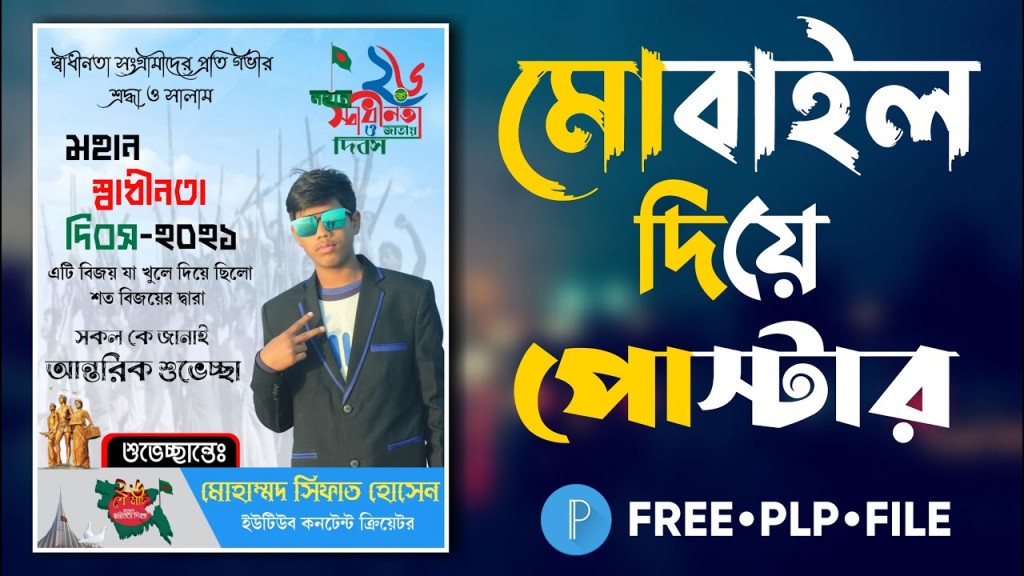 স্বাধীনতা সংগ্রামীদের প্রতি গভীর
শ্রদ্ধা ও সালাম
২৬
মহান
স্বাধীনতা
ও জাতীয়
দিবস
মহান
স্বাধীনতা
দিবস-২০২১
এটি বিজয় যা খুলে দিয়ে ছিলো
শত বিজয়ের দ্বারা
সকল কে জানাই
আন্তরিক শুভেচ্ছা
শুভেচ্ছান্তেঃ
মোহাম্মদ সিফাত হোসেন
ইউটিউব কনটেন্ট ক্রিয়েটর
মোবাইল
দিয়ে
পোস্টার
P
FREE•PLP•FILE